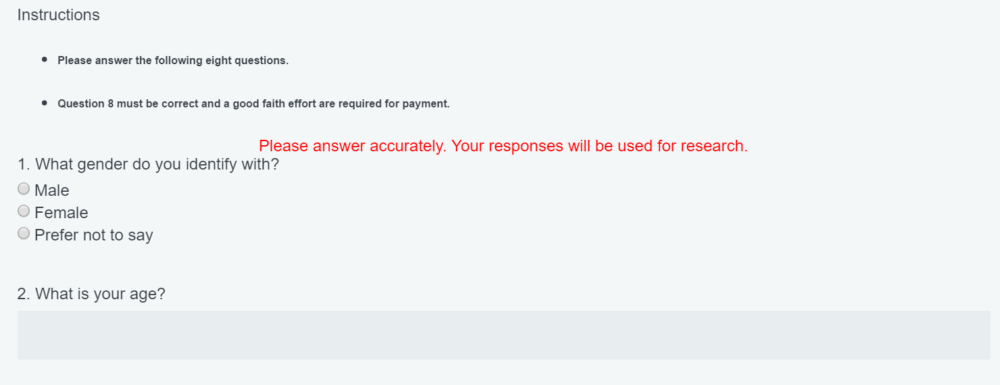 Instructions
Please answer the following eight questions.
Question 8 must be correct and a good faith effort are required for payment.
Please answer accurately. Your responses will be used for research.
1. What gender do you identify with?
Male
Female
Prefer not to say
2. What is your age?